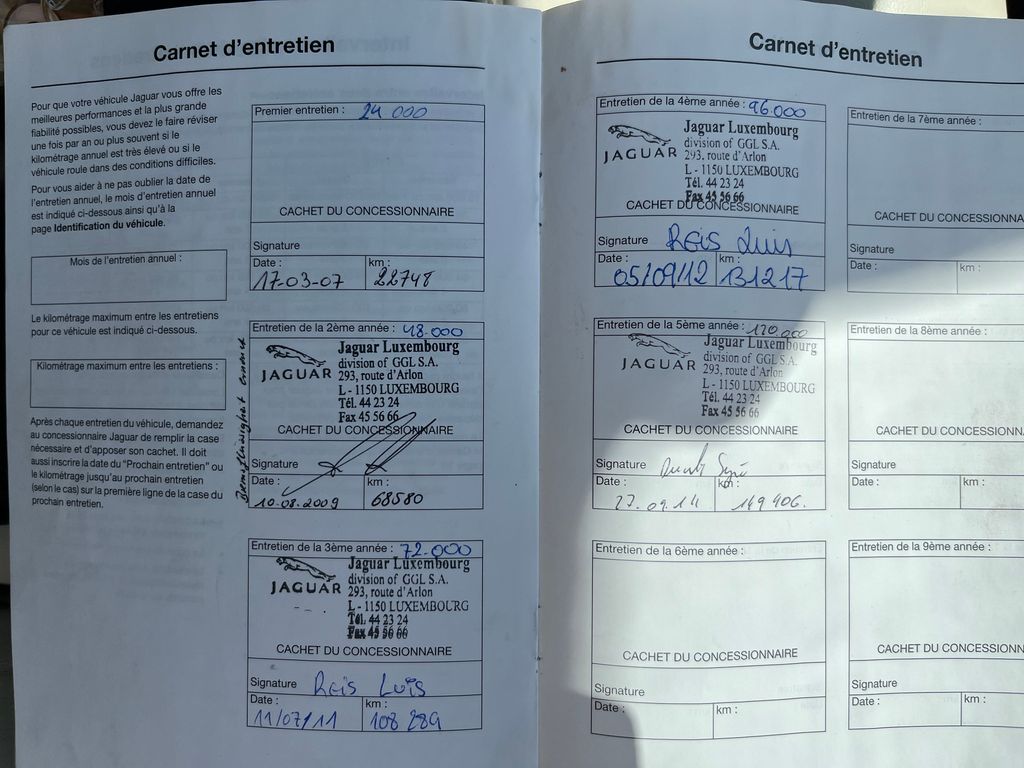 Carnet d'entretien
Pour que votre véhicule Jaguar vous offre les
meilleures performances et la plus grande
fiabilité possibles, vous devez le faire réviser
une fois par an ou plus souvent si le
kilométrage annuel est très élevé ou si le
véhicule roule dans des conditions difficiles.
Pour vous aider à ne pas oublier la date de
l'entretien annuel, le mois d'entretien annuel
est indiqué ci-dessous ainsi qu'à la
page Identification du véhicule.
Mois de l'entretien annuel :
Le kilométrage maximum entre les entretiens
pour ce véhicule est indiqué ci-dessous.
Kilométrage maximum entre les entretiens :
Après chaque entretien du véhicule, demandez
au concessionnaire Jaguar de remplir la case
nécessaire et d'apposer son cachet. Il doit
aussi inscrire la date du "Prochain entretien" ou
le kilométrage jusqu'au prochain entretien
(selon le cas) sur la première ligne de la case du
prochain entretien.
Premier entretien : 24 000
CACHET DU CONCESSIONNAIRE
Signature
Date : km :
17-03-07 22748
Entretien de la 2ème année : 48.000
JAGUAR
Jaguar Luxembourg
division of GGL S.A.
293, route d'Arlon
L - 1150 LUXEMBOURG
Tél. 44 23 24
Fax 45 56 66
CACHET DU CONCESSIONNAIRE
Signature
Date : km :
10.08.2009 68580
Entretien de la 3ème année : 72.000
JAGUAR
Jaguar Luxembourg
division of GGL S.A.
293, route d'Arlon
L - 1150 LUXEMBOURG
Tél. 44 23 24
Fax 45 56 66
CACHET DU CONCESSIONNAIRE
Signature Reis Luis
Date : km :
11/07/11 108 289
Carnet d'entretien
Entretien de la 4ème année : 96.000
JAGUAR
Jaguar Luxembourg
division of GGL S.A.
293, route d'Arlon
L - 1150 LUXEMBOURG
Tél. 44 23 24
Fax 45 56 66
CACHET DU CONCESSIONNAIRE
Signature Reis Luis
Date : km :
05/09/12 131217
Entretien de la 5ème année : 120.000
JAGUAR
Jaguar Luxembourg
division of GGL S.A.
293, route d'Arlon
L - 1150 LUXEMBOURG
Tél. 44 23 24
Fax 45 56 66
CACHET DU CONCESSIONNAIRE
Signature
Date : km :
149 406.
Entretien de la 6ème année :
CACHET DU CONCESSIONNAIRE
Signature
Date : km :
Entretien de la 7ème année :
CACHET DU CONCESSIONNA
Signature
Date : km :
Entretien de la 8ème année :
CACHET DU CONCESSIONN
Signature
Date : km :
Entretien de la 9ème année :
CACHET DU CONCESSIONN
Signature
Date : km :